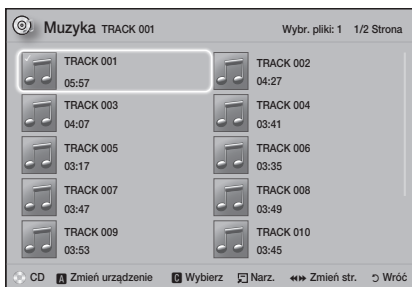 Muzyka TRACK 001 Wybr. pliki: 1 1/2 Strona
TRACK 001 TRACK 002
05:57 04:27
TRACK 003 TRACK 004
04:07 03:41
TRACK 005 TRACK 006
03:17 03:35
TRACK 007 TRACK 008
03:47 03:49
TRACK 009 TRACK 010
03:53 03:45
CD A Zmień urządzenie C Wybierz Narz. Zmień str. Wróć